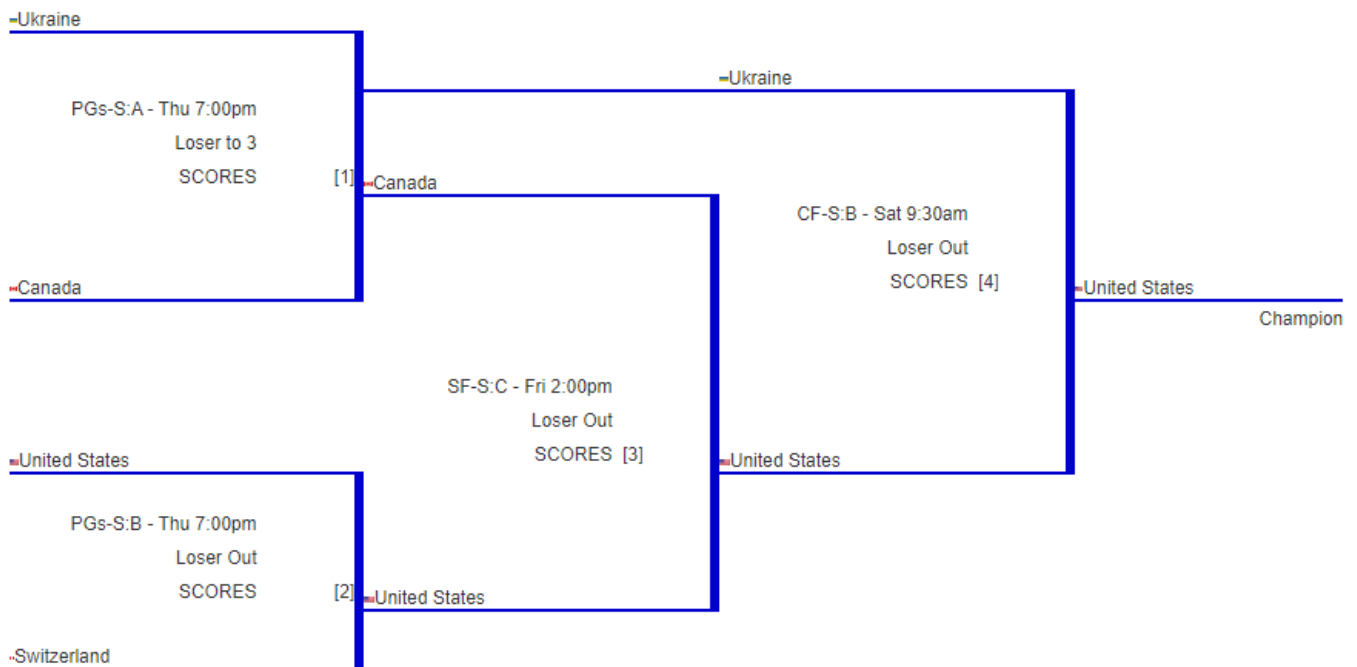 Ukraine
Ukraine
PGs-S:A - Thu 7:00pm
Loser to 3
SCORES [1]
Canada
CF-S:B - Sat 9:30am
Loser Out
SCORES [4]
Canada
United States
Champion
SF-S:C - Fri 2:00pm
Loser Out
SCORES [3]
United States
United States
PGs-S:B - Thu 7:00pm
Loser Out
SCORES [2]
United States
Switzerland